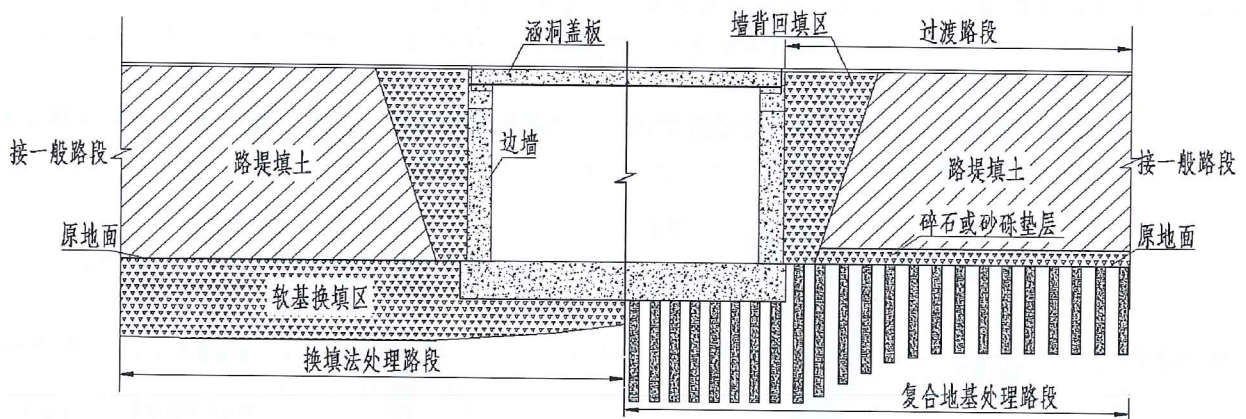 涵洞盖板
墙背回填区
过渡路段
接一般路段
路堤填土
边墙
路堤填土
接一般路段
碎石或砂砾垫层
原地面
原地面
软基换填区
换填法处理路段
复合地基处理路段